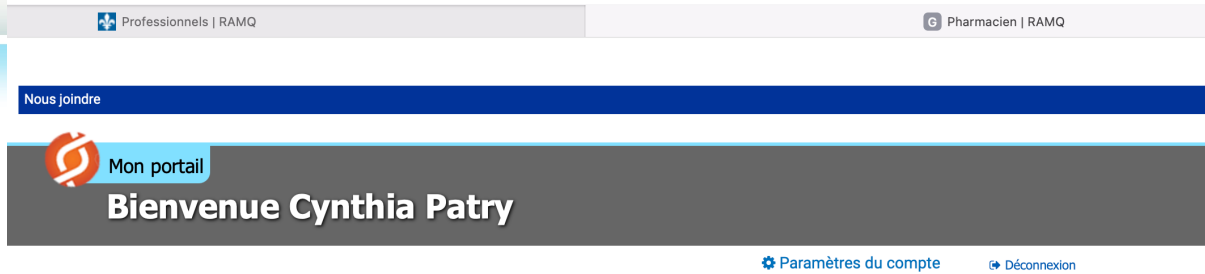 Professionnels | RAMQ
G Pharmacien | RAMQ
Nous joindre
Mon portail
Bienvenue Cynthia Patry
Paramètres du compte
Déconnexion